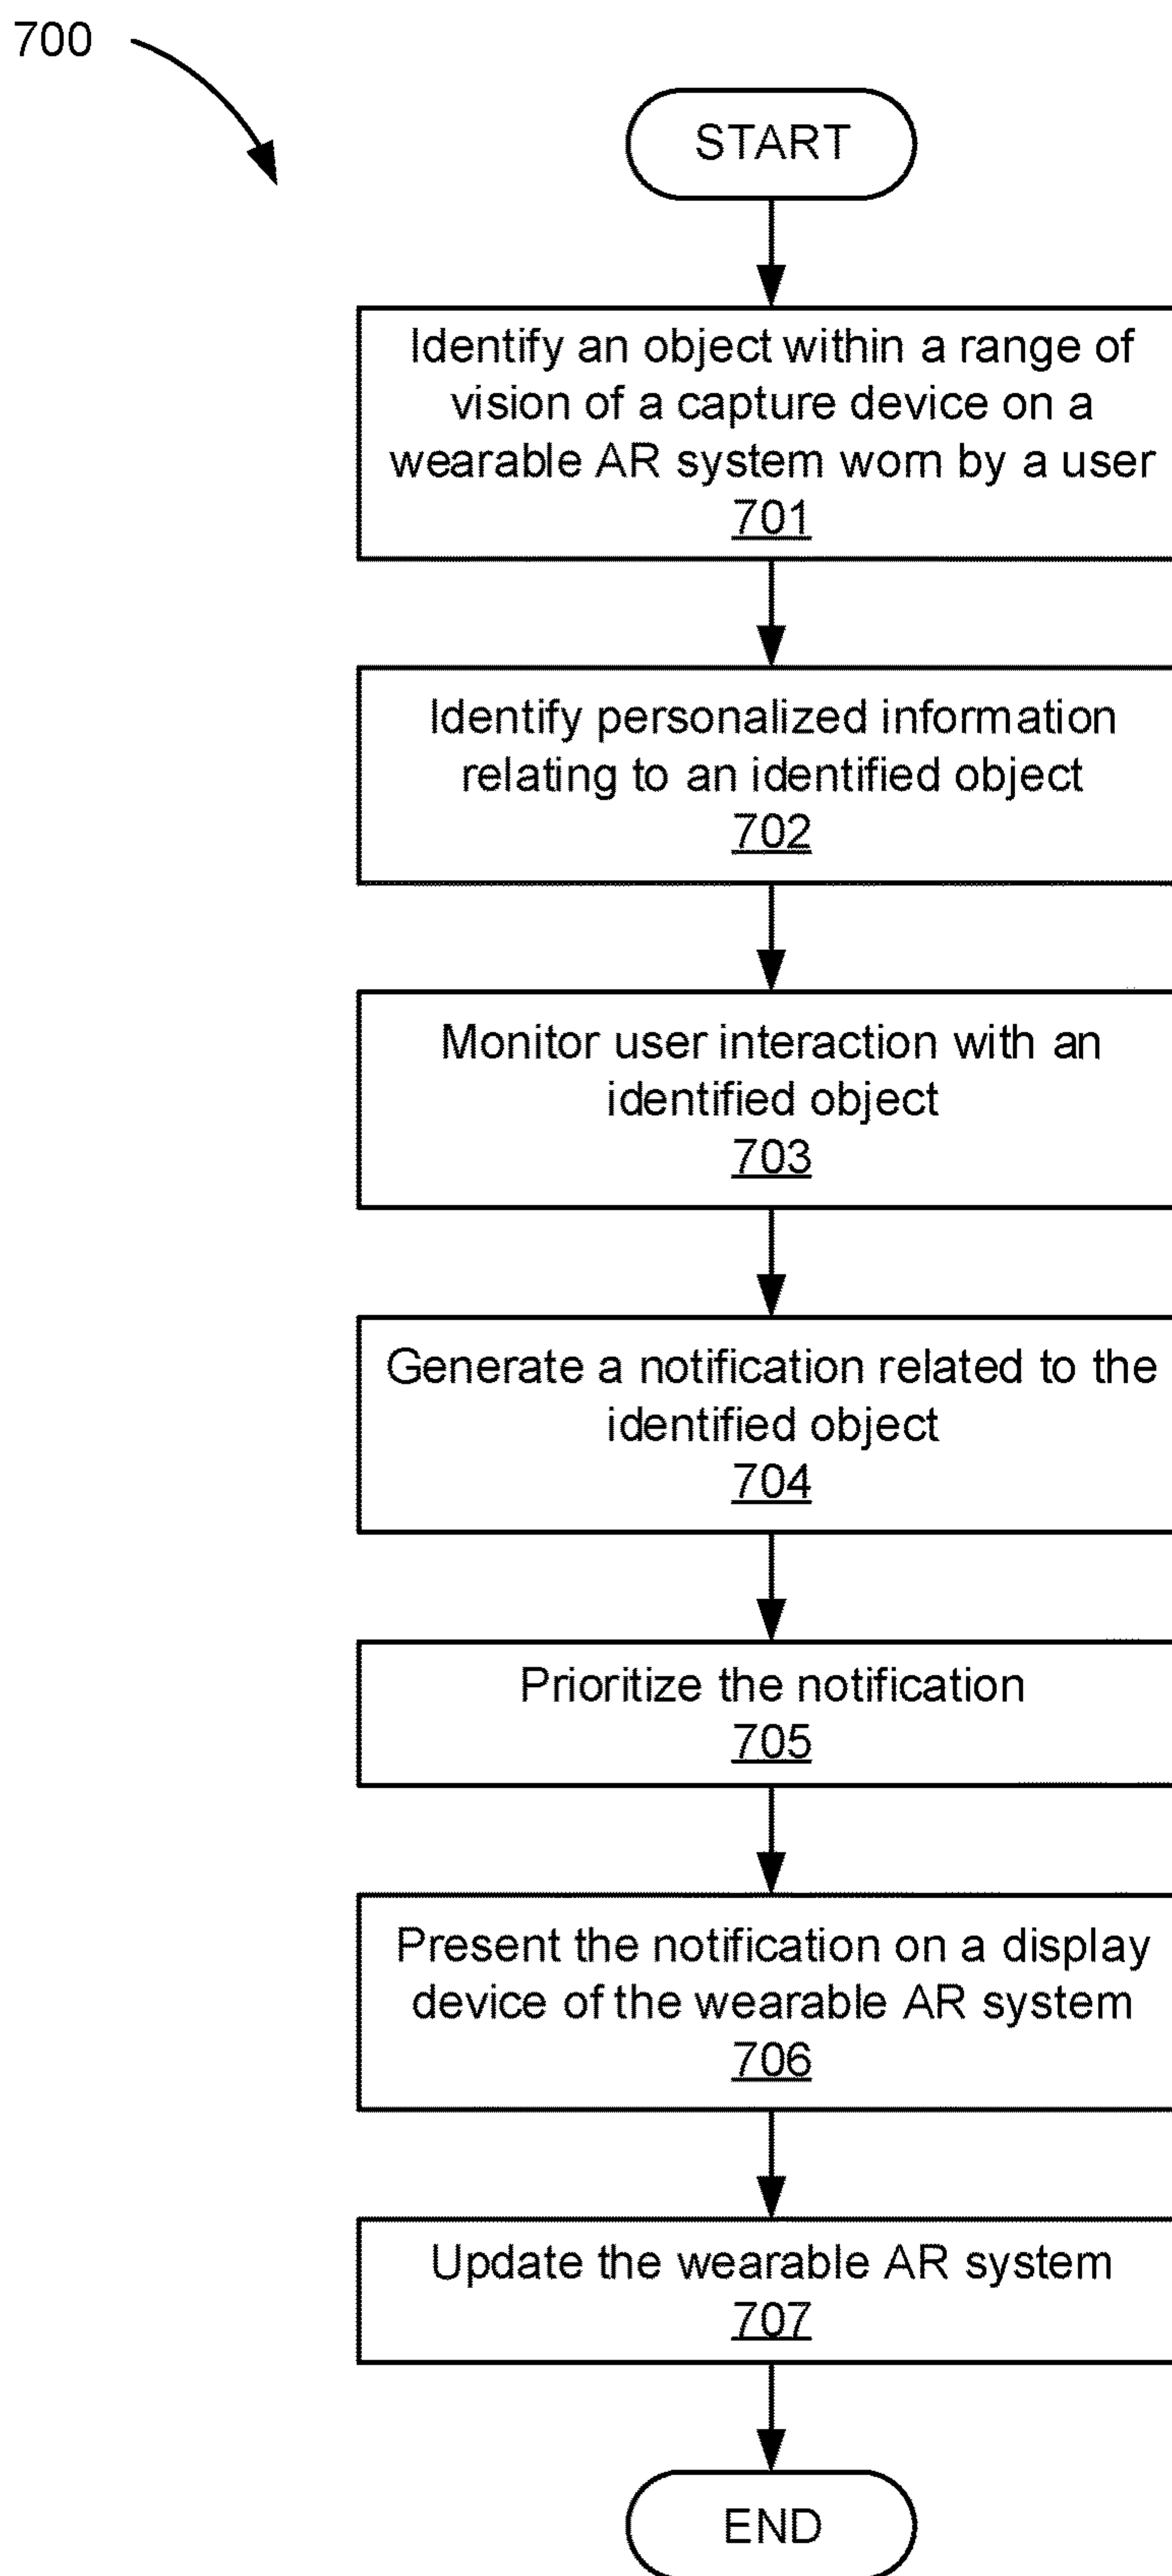 700
START
Identify an object within a range of
vision of a capture device on a
wearable AR system worn by a user
701
Identify personalized information
relating to an identified object
702
Monitor user interaction with an
identified object
703
Generate a notification related to the
identified object
704
Prioritize the notification
705
Present the notification on a display
device of the wearable AR system
706
Update the wearable AR system
707
END